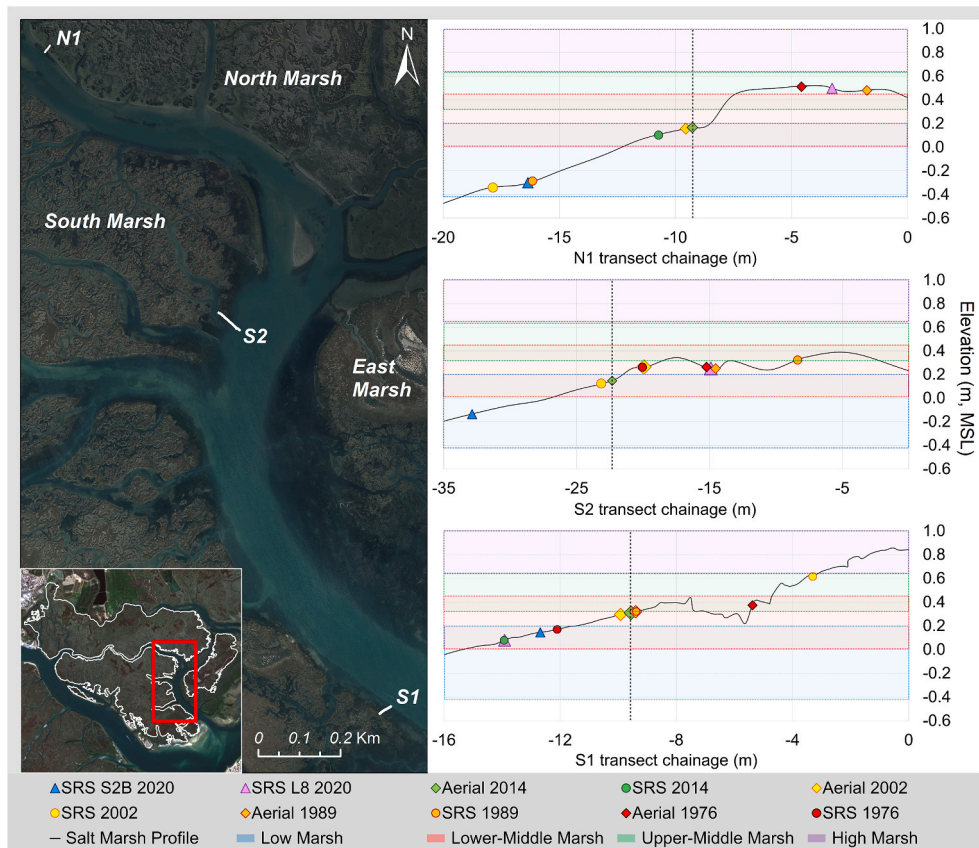 N1
North Marsh
N
South Marsh
S2
East
Marsh
S1
0 0.1 0.2 Km
1.0
0.8
0.6
0.4
0.2
0.0
-0.2
-0.4
-0.6
-20 -15 -10 -5 0
N1 transect chainage (m)
1.0
0.8
0.6
0.4
0.2
0.0
-0.2
-0.4
-0.6
-35 -25 -15 -5
S2 transect chainage (m)
Elevation (m, MSL)
1.0
0.8
0.6
0.4
0.2
0.0
-0.2
-0.4
-0.6
-16 -12 -8 -4 0
S1 transect chainage (m)
SRS S2B 2020 SRS L8 2020 Aerial 2014 SRS 2014 Aerial 2002
SRS 2002 Aerial 1989 SRS 1989 Aerial 1976 SRS 1976
Salt Marsh Profile Low Marsh Lower-Middle Marsh Upper-Middle Marsh High Marsh